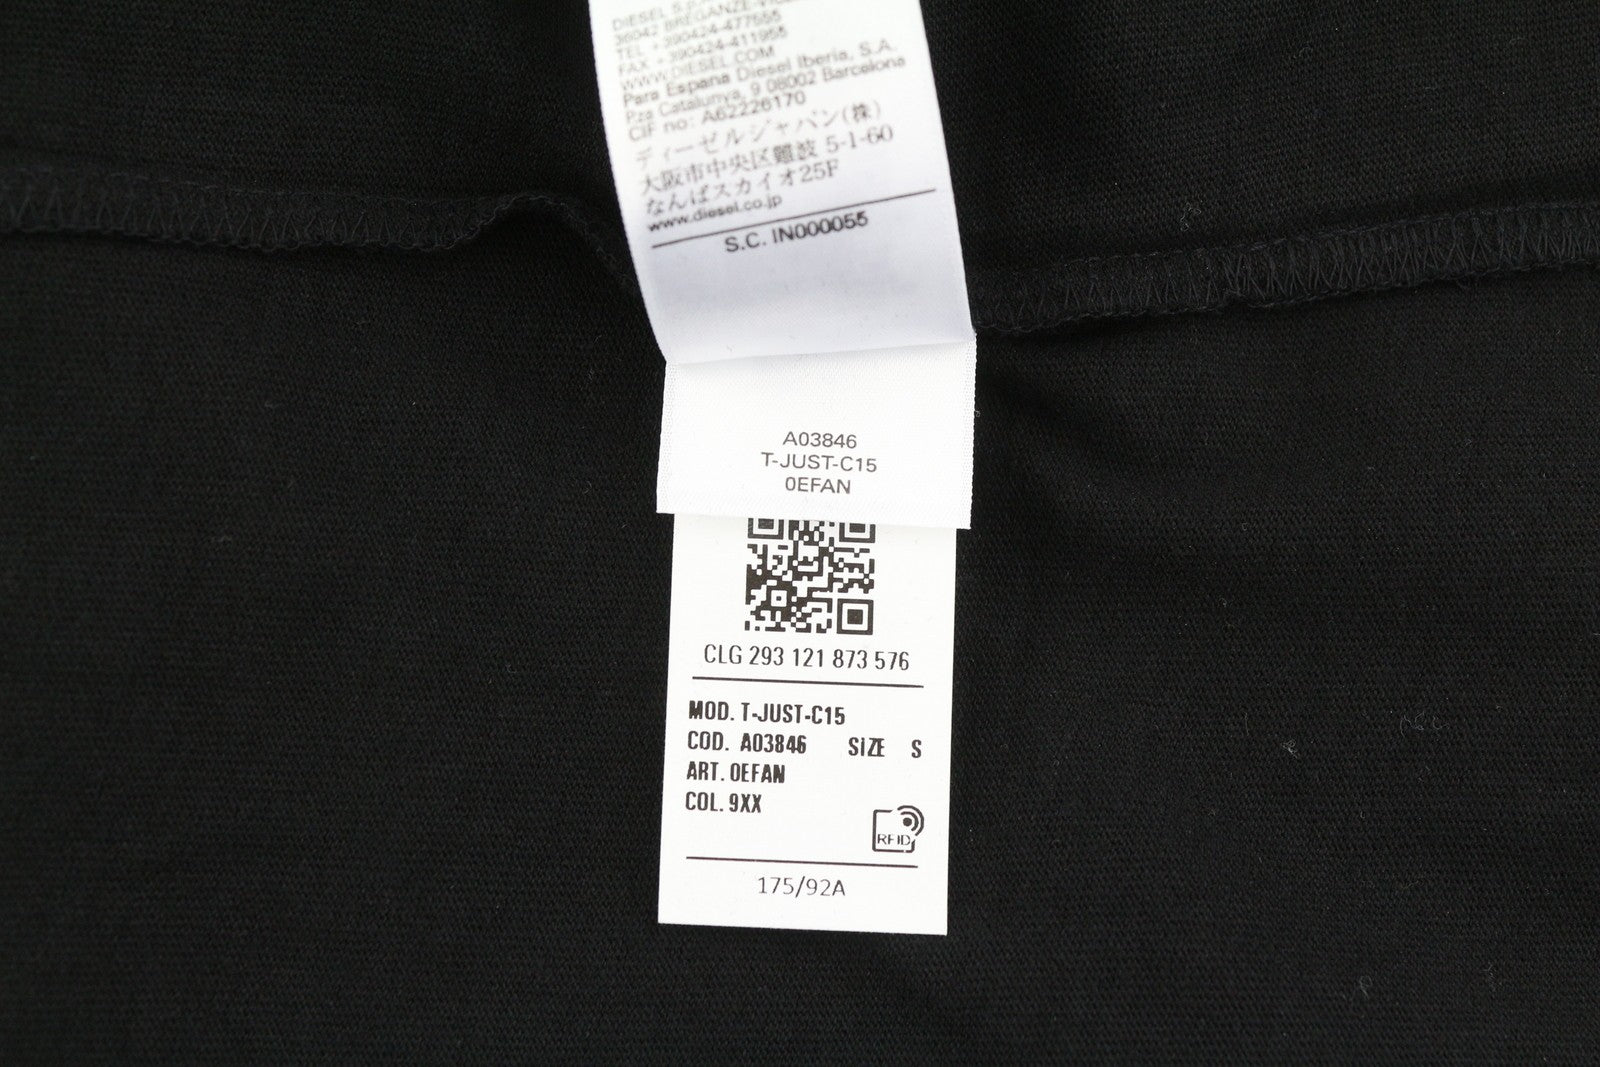 DIESEL S.p.A.
36042 BREGANZE
TEL +390424-477555
FAX +390424-411955
WWW.DIESEL.COM
Para Espana Diesel Iberia, S.A.
Pza Catalunya, 9 08002 Barcelona
CIF no: A62226170
ディーゼルジャパン(株)
大阪市中央区難波 5-1-60
なんばスカイオ25F
www.diesel.co.jp
S.C. IN000055
A03846
T-JUST-C15
0EFAN
CLG 293 121 873 576
MOD. T-JUST-C15
COD. A03846 SIZE S
ART. 0EFAN
COL. 9XX
RFID
175/92A